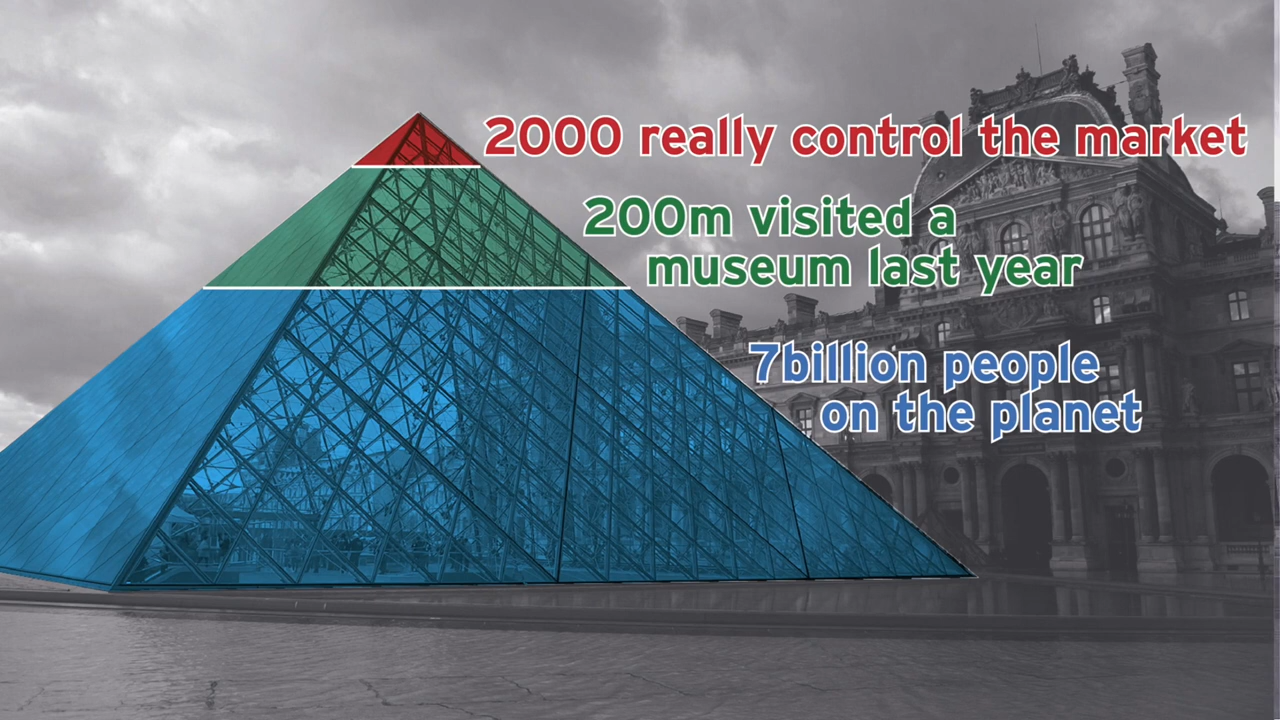 2000 really control the market
200m visited a
museum last year
7billion people
on the planet